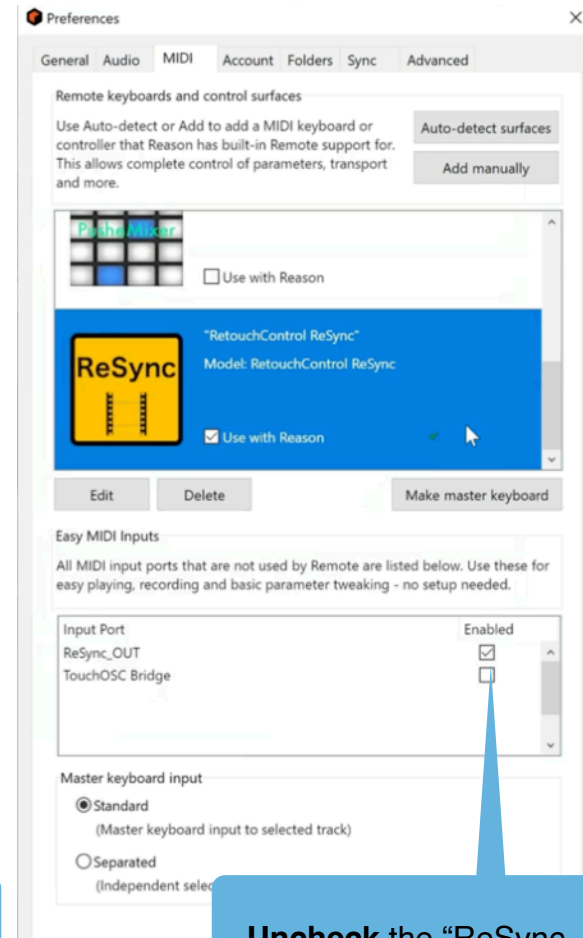 Preferences
General Audio MIDI Account Folders Sync Advanced
Remote keyboards and control surfaces
Use Auto-detect or Add to add a MIDI keyboard or
controller that Reason has built-in Remote support for.
This allows complete control of parameters, transport
and more.
Auto-detect surfaces
Add manually
PusheMixer
Use with Reason
ReSync
"RetouchControl ReSync"
Model: RetouchControl ReSync
Use with Reason
Edit Delete Make master keyboard
Easy MIDI Inputs
All MIDI input ports that are not used by Remote are listed below. Use these for
easy playing, recording and basic parameter tweaking - no setup needed.
Input Port Enabled
ReSync_OUT
TouchOSC Bridge
Master keyboard input
Standard
(Master keyboard input to selected track)
Separated
(Independent selec
Uncheck the “ReSync